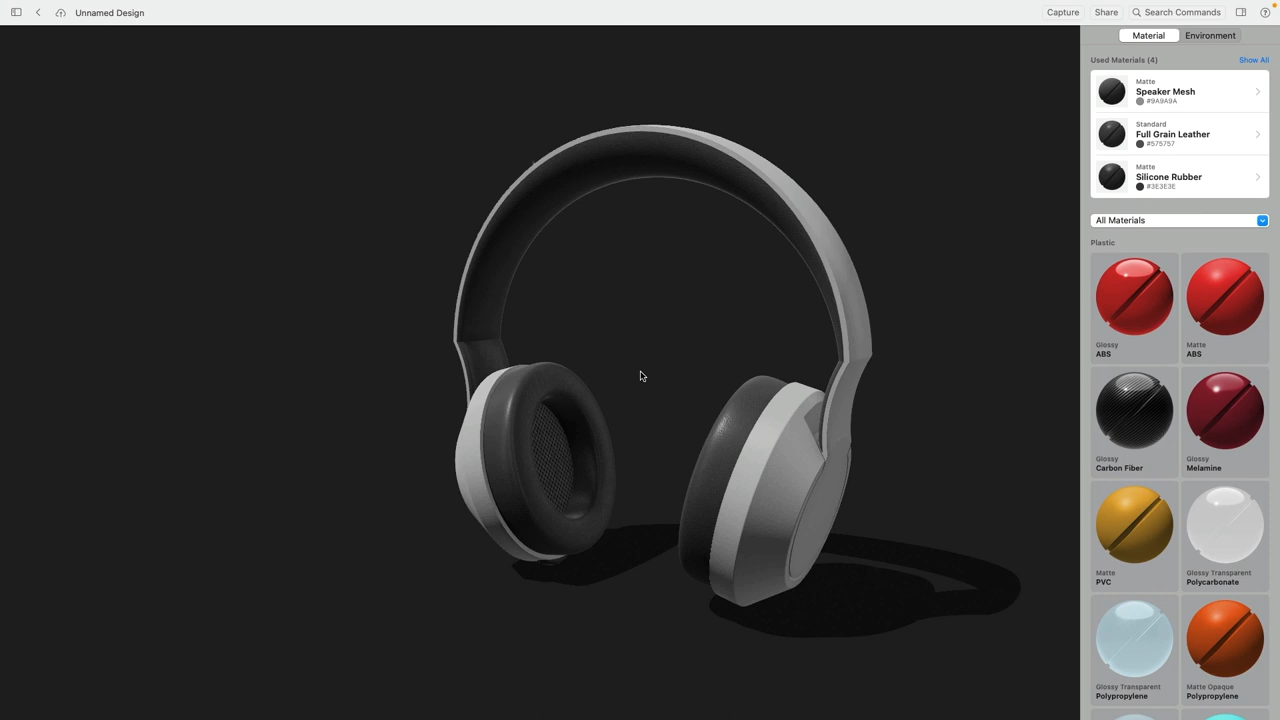 Unnamed Design
Capture
Share
Search Commands
Material
Environment
Used Materials (4)
Show All
Matte
Speaker Mesh
#9A9A9A
Standard
Full Grain Leather
#575757
Matte
Silicone Rubber
#3E3E3E
All Materials
Plastic
Glossy
ABS
Matte
ABS
Glossy
Carbon Fiber
Glossy
Melamine
Matte
PVC
Glossy Transparent
Polycarbonate
Glossy Transparent
Polypropylene
Matte Opaque
Polypropylene